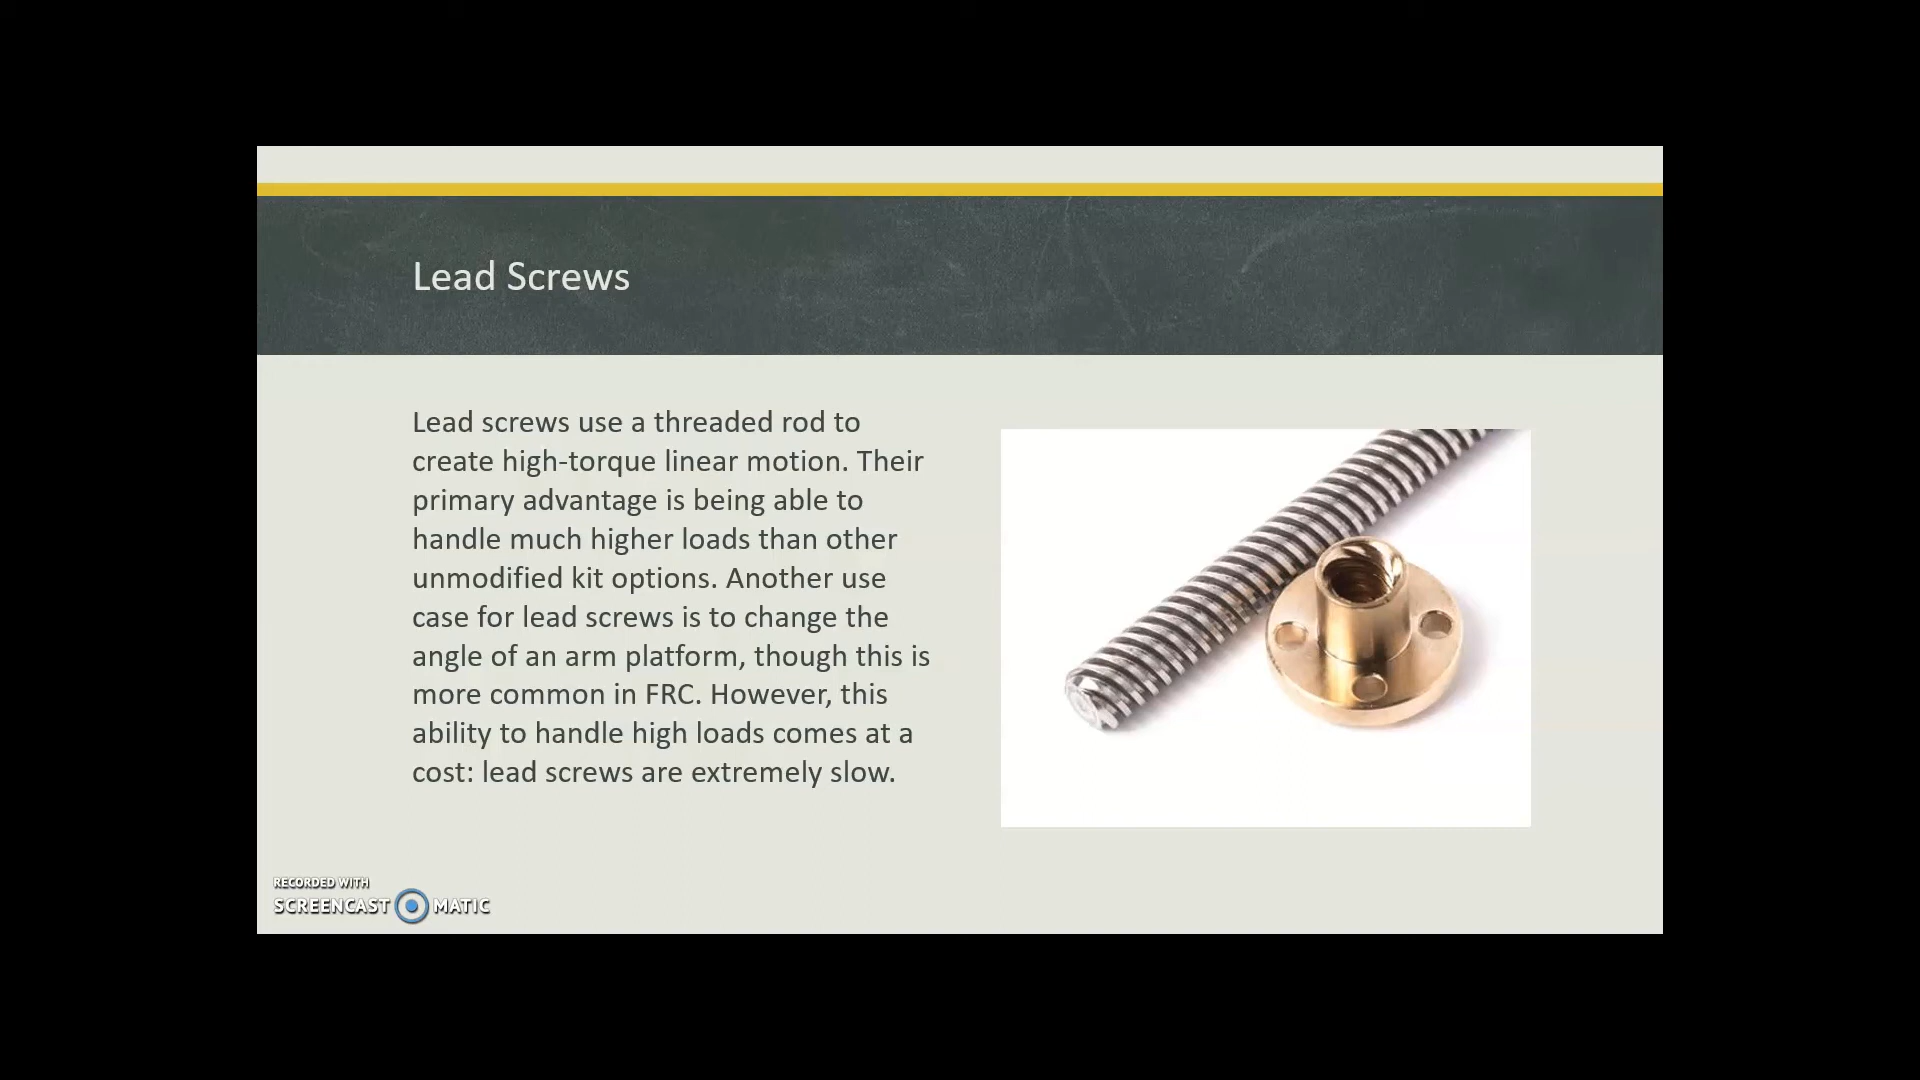 Lead Screws
Lead screws use a threaded rod to
create high-torque linear motion. Their
primary advantage is being able to
handle much higher loads than other
unmodified kit options. Another use
case for lead screws is to change the
angle of an arm platform, though this is
more common in FRC. However, this
ability to handle high loads comes at a
cost: lead screws are extremely slow.
RECORDED WITH
SCREENCAST MATIC